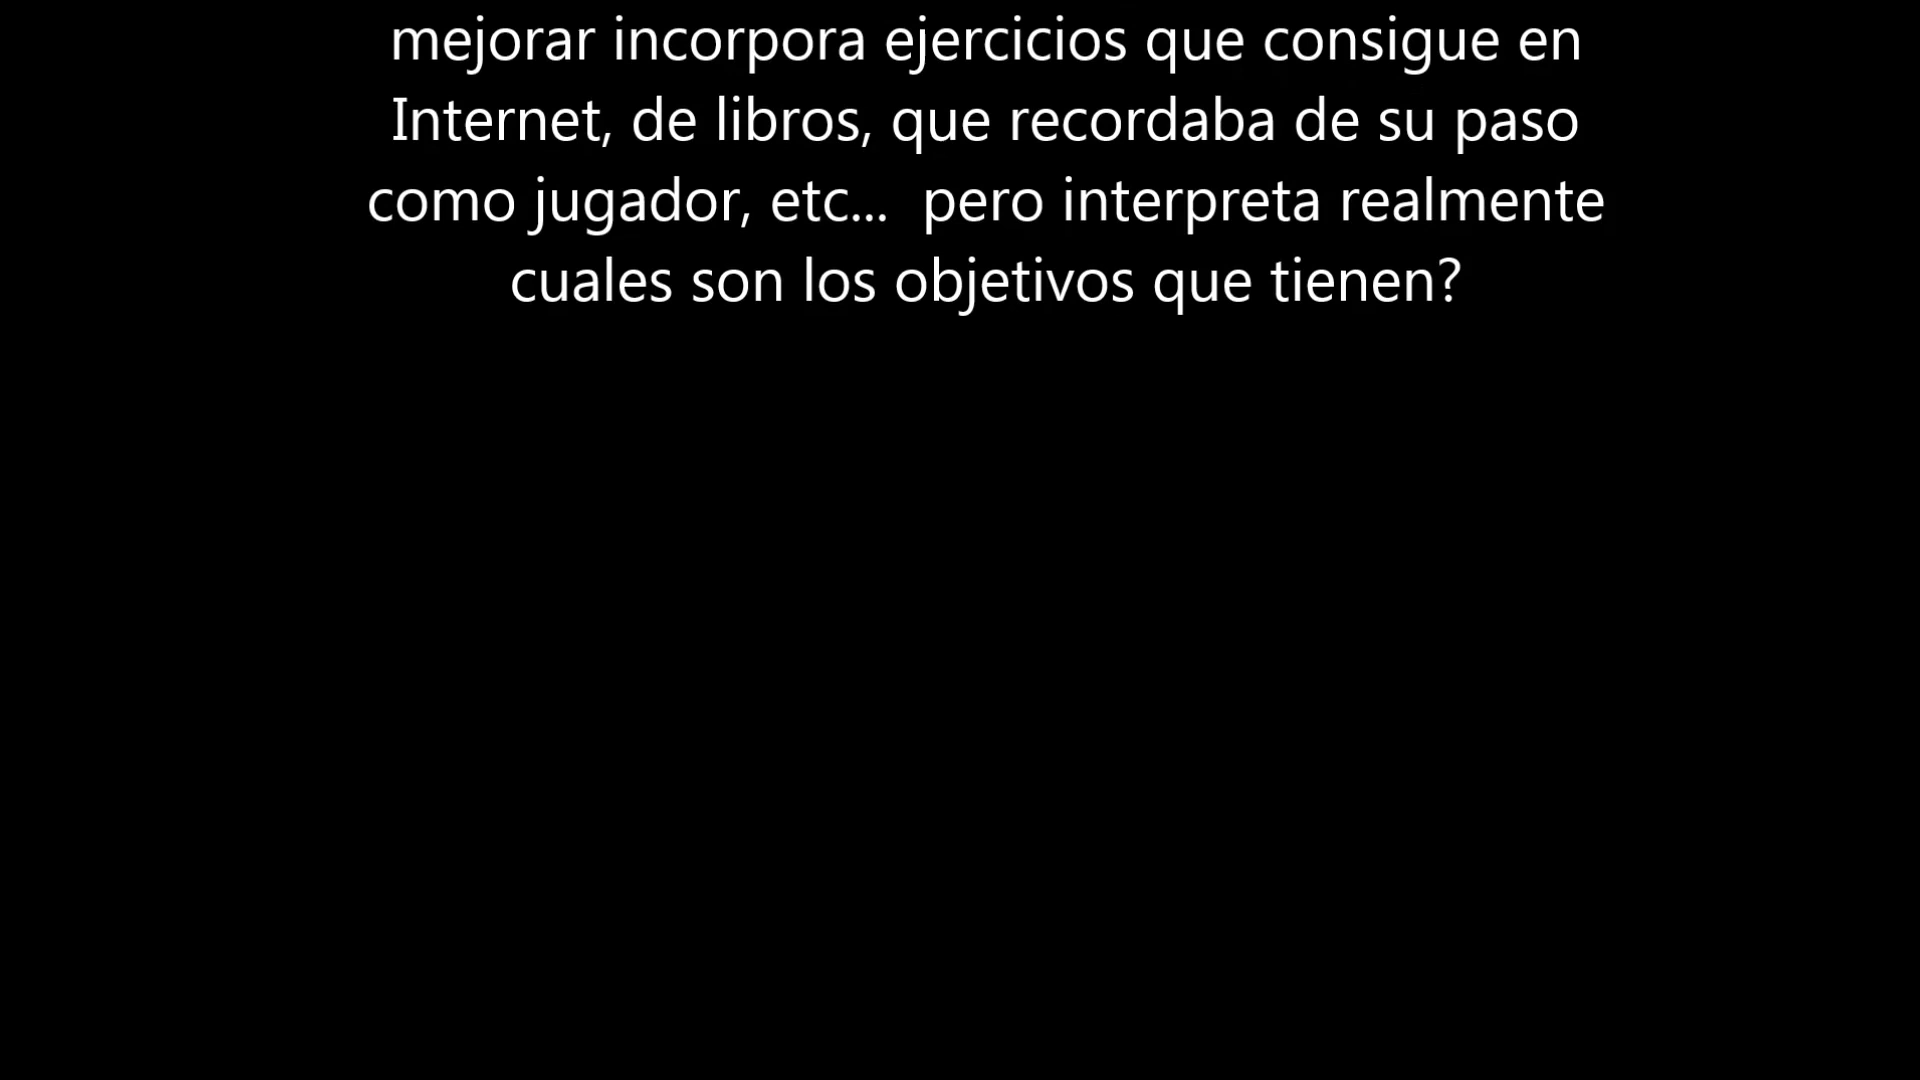 mejorar incorpora ejercicios que consigue en
Internet, de libros, que recordaba de su paso
como jugador, etc...  pero interpreta realmente
cuales son los objetivos que tienen?